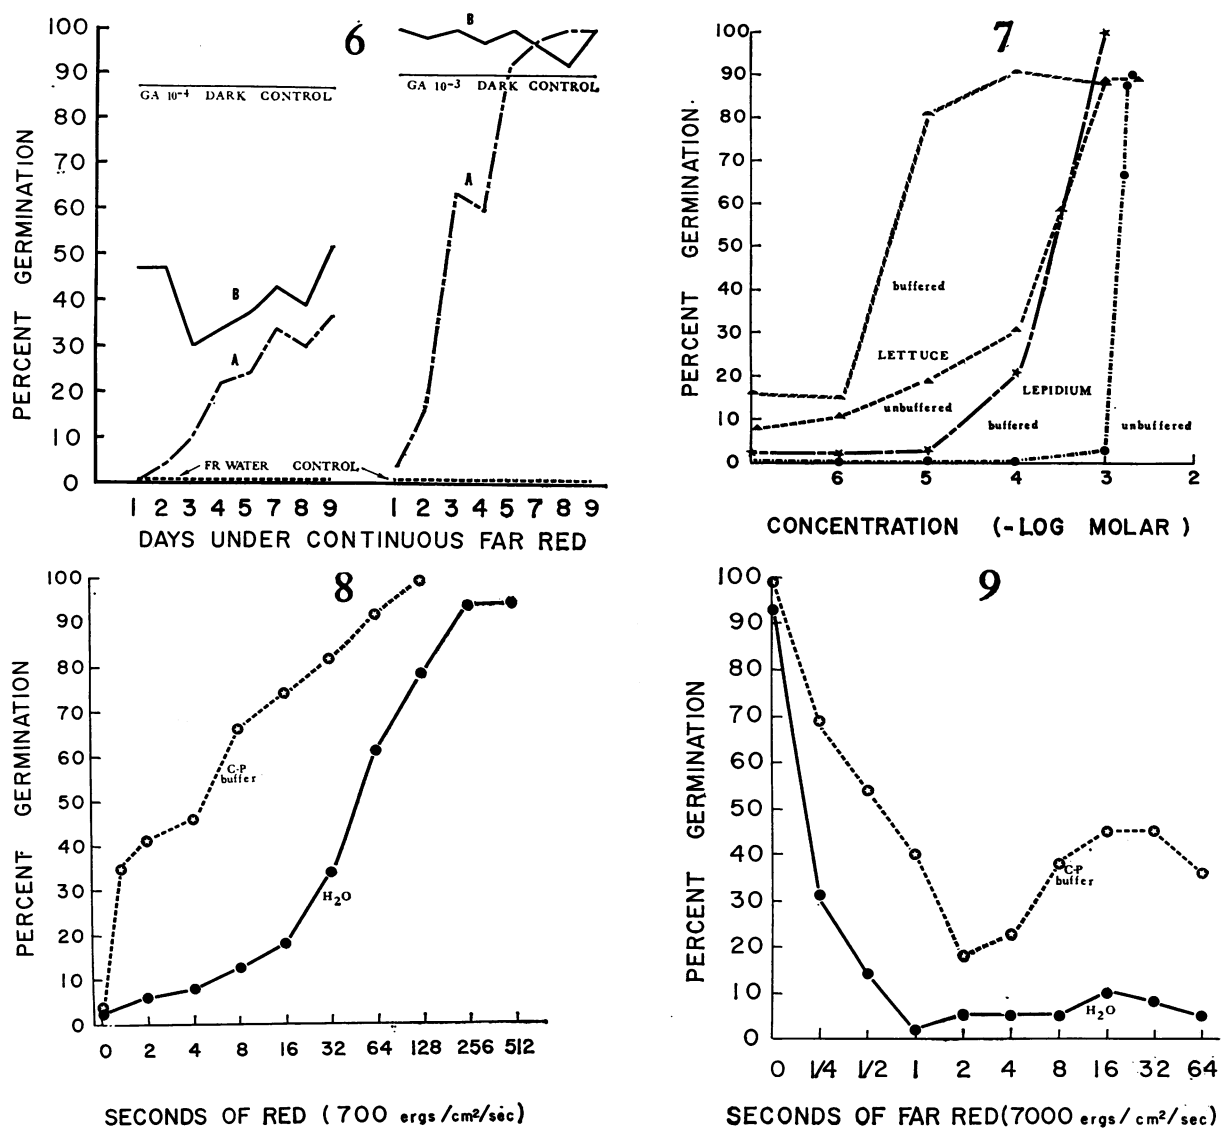 6
PERCENT GERMINATION
100
90
80
70
60
50
40
30
20
10
0
GA 10-4 DARK CONTROL
B
A
B
GA 10-3 DARK CONTROL
A
FR WATER CONTROL
1 2 3 4 5 7 8 9 1 2 3 4 5 7 8 9
DAYS UNDER CONTINUOUS FAR RED
7
PERCENT GERMINATION
100
90
80
70
60
50
40
30
20
10
0
buffered
LETTUCE
unbuffered
LEPIDIUM
buffered
unbuffered
6 5 4 3 2
CONCENTRATION (-LOG MOLAR)
8
PERCENT GERMINATION
100
90
80
70
60
50
40
30
20
10
0
C-P
buffer
H2O
0 2 4 8 16 32 64 128 256 512
SECONDS OF RED (700 ergs/cm²/sec)
9
PERCENT GERMINATION
100
90
80
70
60
50
40
30
20
10
0
C-P
buffer
H2O
0 1/4 1/2 1 2 4 8 16 32 64
SECONDS OF FAR RED(7000 ergs/cm²/sec)